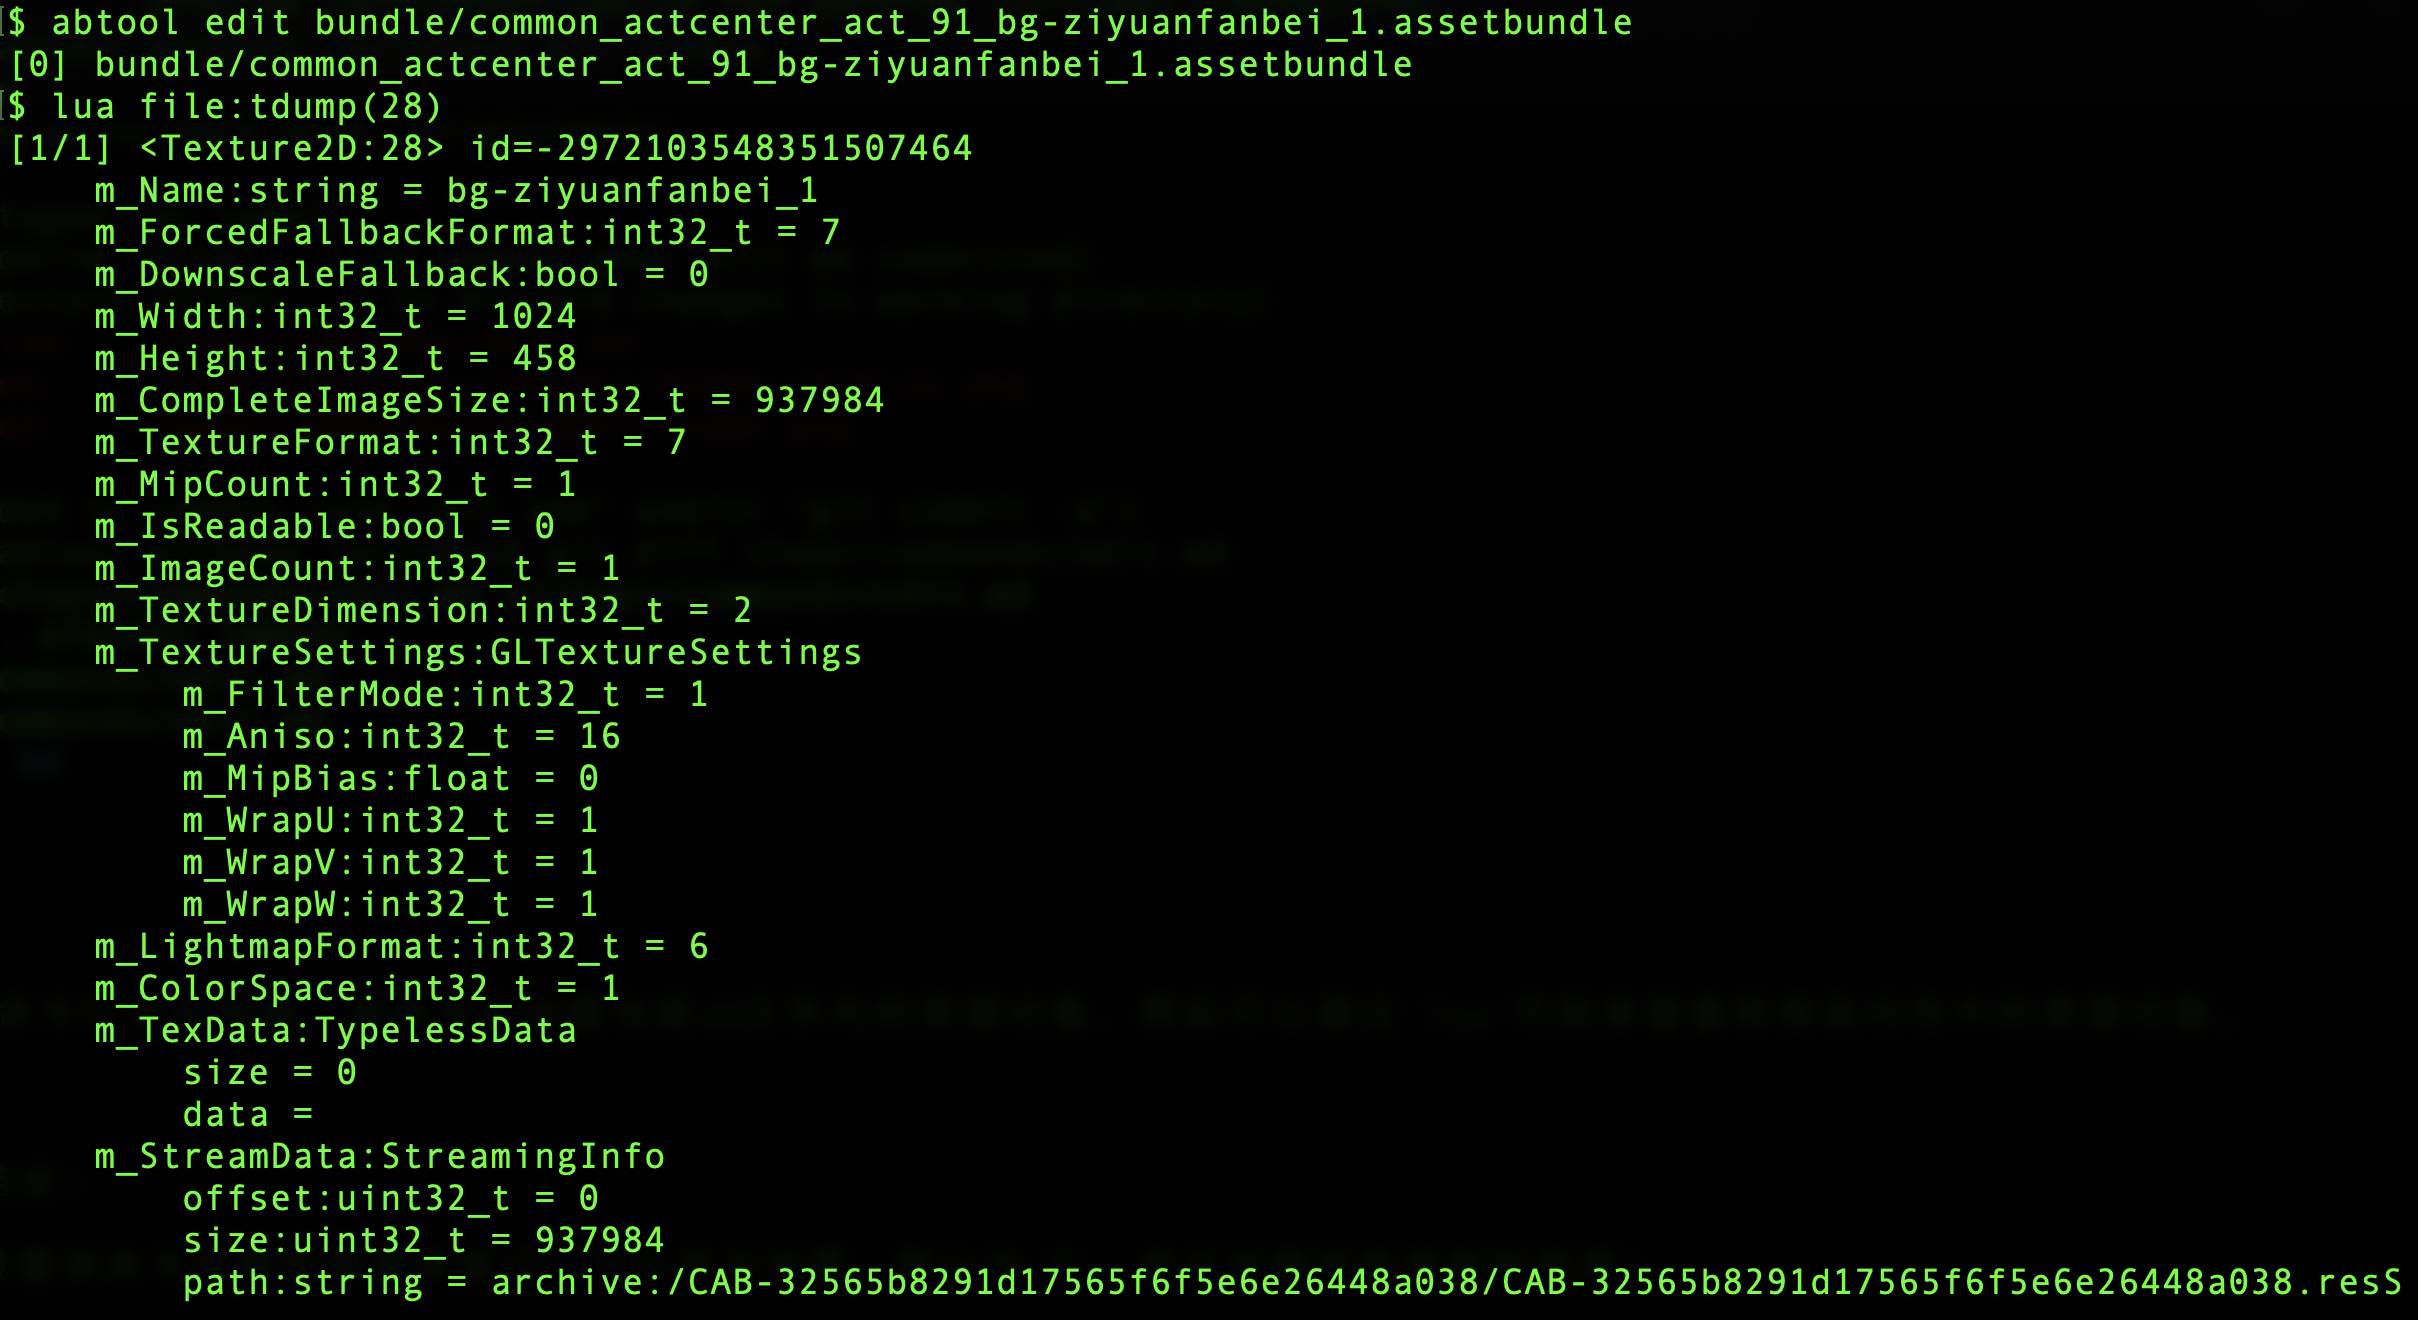 $ abtool edit bundle/common_actcenter_act_91_bg-ziyuanfanbei_1.assetbundle
[0] bundle/common_actcenter_act_91_bg-ziyuanfanbei_1.assetbundle
$ lua file:tdump(28)
[1/1] <Texture2D:28> id=-2972103548351507464
m_Name:string = bg-ziyuanfanbei_1
m_ForcedFallbackFormat:int32_t = 7
m_DownscaleFallback:bool = 0
m_Width:int32_t = 1024
m_Height:int32_t = 458
m_CompleteImageSize:int32_t = 937984
m_TextureFormat:int32_t = 7
m_MipCount:int32_t = 1
m_IsReadable:bool = 0
m_ImageCount:int32_t = 1
m_TextureDimension:int32_t = 2
m_TextureSettings:GLTextureSettings
m_FilterMode:int32_t = 1
m_Aniso:int32_t = 16
m_MipBias:float = 0
m_WrapU:int32_t = 1
m_WrapV:int32_t = 1
m_WrapW:int32_t = 1
m_LightmapFormat:int32_t = 6
m_ColorSpace:int32_t = 1
m_TexData:TypelessData
size = 0
data =
m_StreamData:StreamingInfo
offset:uint32_t = 0
size:uint32_t = 937984
path:string = archive:/CAB-32565b8291d17565f6f5e6e26448a038/CAB-32565b8291d17565f6f5e6e26448a038.resS